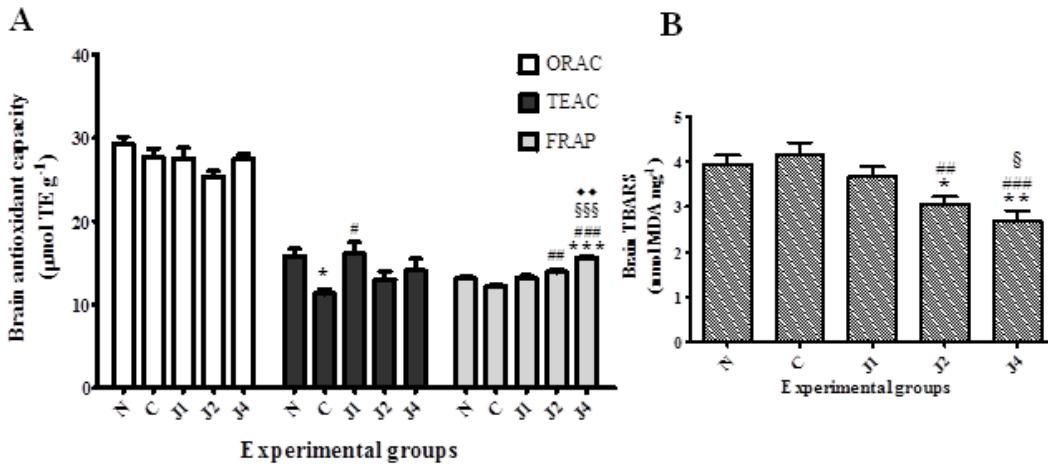 A
Brain antioxidant capacity
(μmol TE g⁻¹)
40
30
20
10
0
ORAC
TEAC
FRAP
*
#
##
◆◆
§§§
###
***
N C J1 J2 J4 N C J1 J2 J4 N C J1 J2 J4
Experimental groups
B
Brain TBARS
(nmol MDA mg⁻¹)
5
4
3
2
1
0
##
*
§
###
**
N C J1 J2 J4
Experimental groups